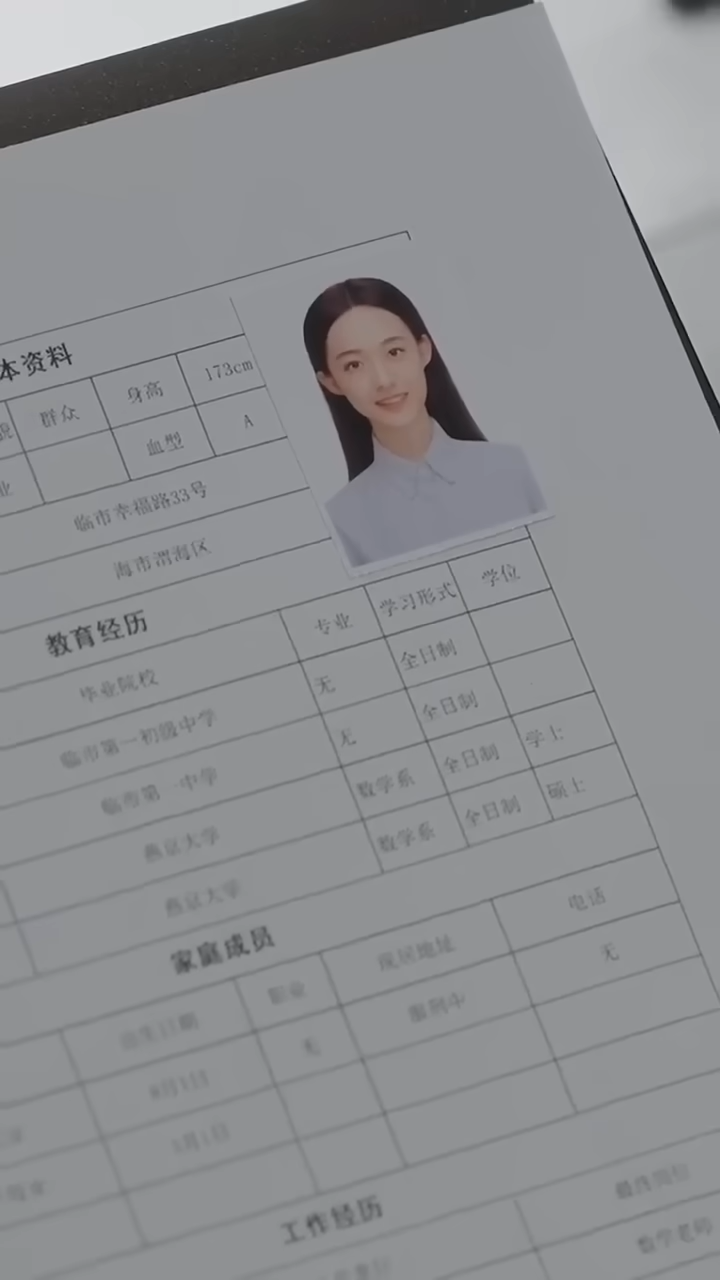 本资料
群众 身高 173cm
业 血型 A
临市幸福路33号
海市渭海区
教育经历
毕业院校 专业 学习形式 学位
临市第一初级中学 无 全日制
临市第一中学 无 全日制
燕京大学 数学系 全日制 学士
燕京大学 数学系 全日制 硕士
家庭成员
出生日期 职业 现居地址 电话
8月1日 无 服刑中 无
5月1日
工作经历
最终岗位
数学老师